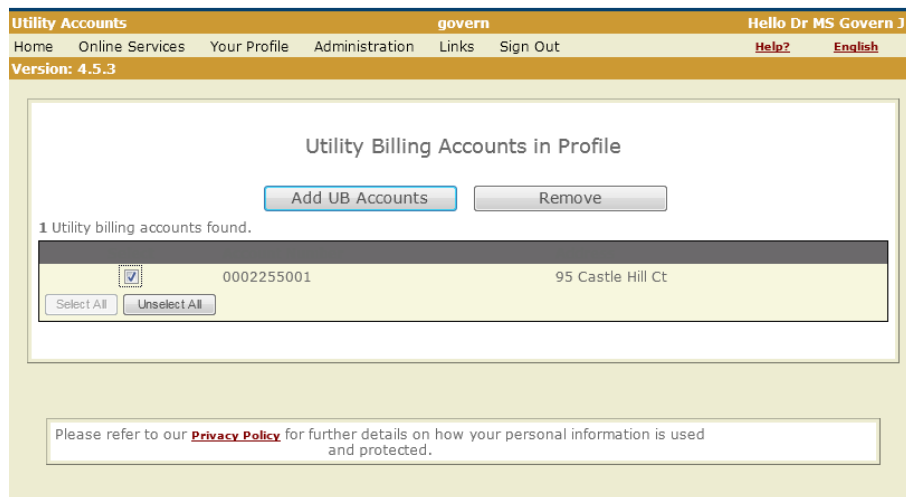 Utility Accounts govern Hello Dr MS Govern J
Home Online Services Your Profile Administration Links Sign Out Help? English
Version: 4.5.3
Utility Billing Accounts in Profile
Add UB Accounts Remove
1 Utility billing accounts found.
0002255001 95 Castle Hill Ct
Select All Unselect All
Please refer to our Privacy Policy for further details on how your personal information is used
and protected.